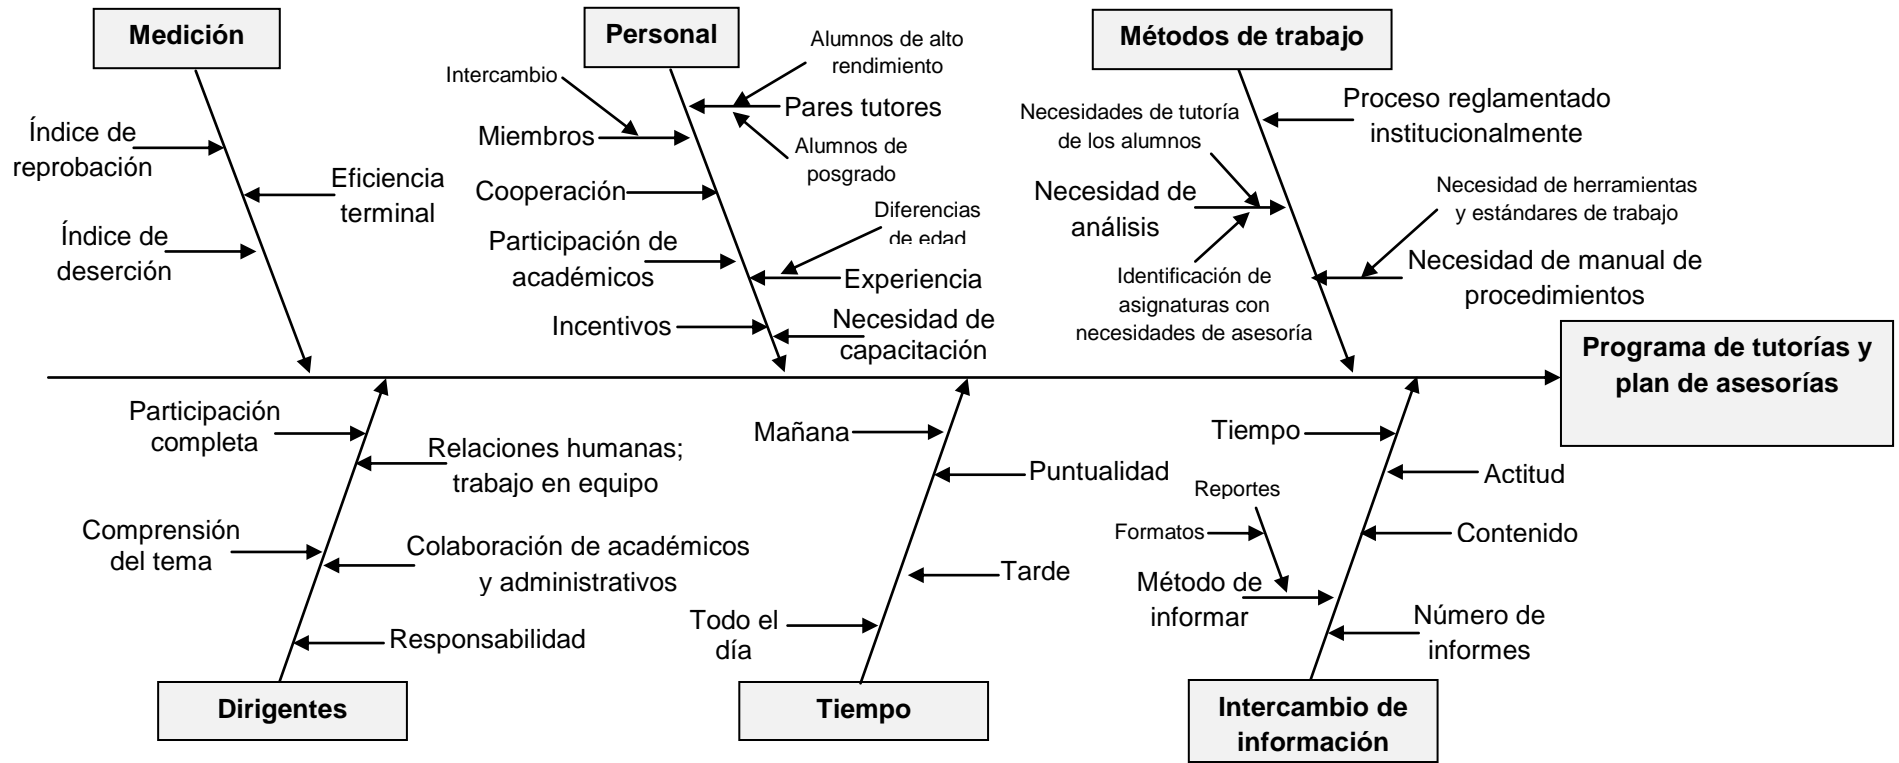 Medición
Índice de
reprobación
Eficiencia
terminal
Índice de
deserción
Personal
Alumnos de alto
rendimiento
Intercambio
Pares tutores
Miembros
Alumnos de
posgrado
Cooperación
Diferencias
de edad
Participación de
académicos
Experiencia
Incentivos
Necesidad de
capacitación
Métodos de trabajo
Proceso reglamentado
institucionalmente
Necesidades de tutoría
de los alumnos
Necesidad de
análisis
Necesidad de herramientas
y estándares de trabajo
Identificación de
asignaturas con
necesidades de asesoría
Necesidad de manual de
procedimientos
Programa de tutorías y
plan de asesorías
Participación
completa
Relaciones humanas;
trabajo en equipo
Comprensión
del tema
Colaboración de académicos
y administrativos
Responsabilidad
Dirigentes
Mañana
Puntualidad
Tarde
Todo el
día
Tiempo
Tiempo
Actitud
Reportes
Formatos
Contenido
Método de
informar
Número de
informes
Intercambio de
información